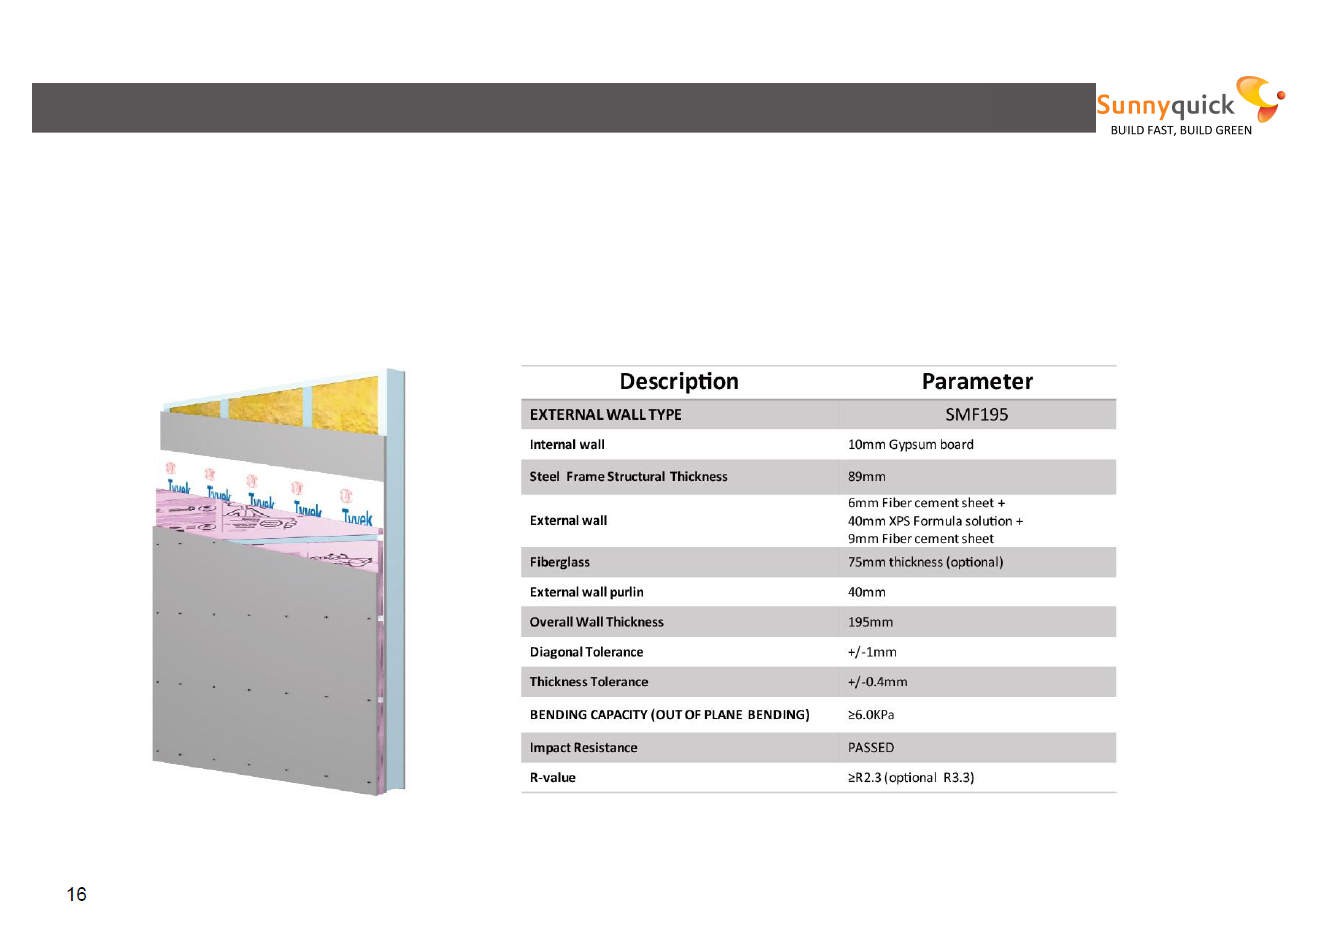 Sunnyquick
BUILD FAST, BUILD GREEN
Description Parameter
EXTERNAL WALL TYPE SMF195
Internal wall 10mm Gypsum board
Steel Frame Structural Thickness 89mm
External wall 6mm Fiber cement sheet +
40mm XPS Formula solution +
9mm Fiber cement sheet
Fiberglass 75mm thickness (optional)
External wall purlin 40mm
Overall Wall Thickness 195mm
Diagonal Tolerance +/-1mm
Thickness Tolerance +/-0.4mm
BENDING CAPACITY (OUT OF PLANE BENDING) ≥6.0KPa
Impact Resistance PASSED
R-value ≥R2.3 (optional R3.3)
Tyvek Tyvek Tyvek Tyvek Tyvek
16